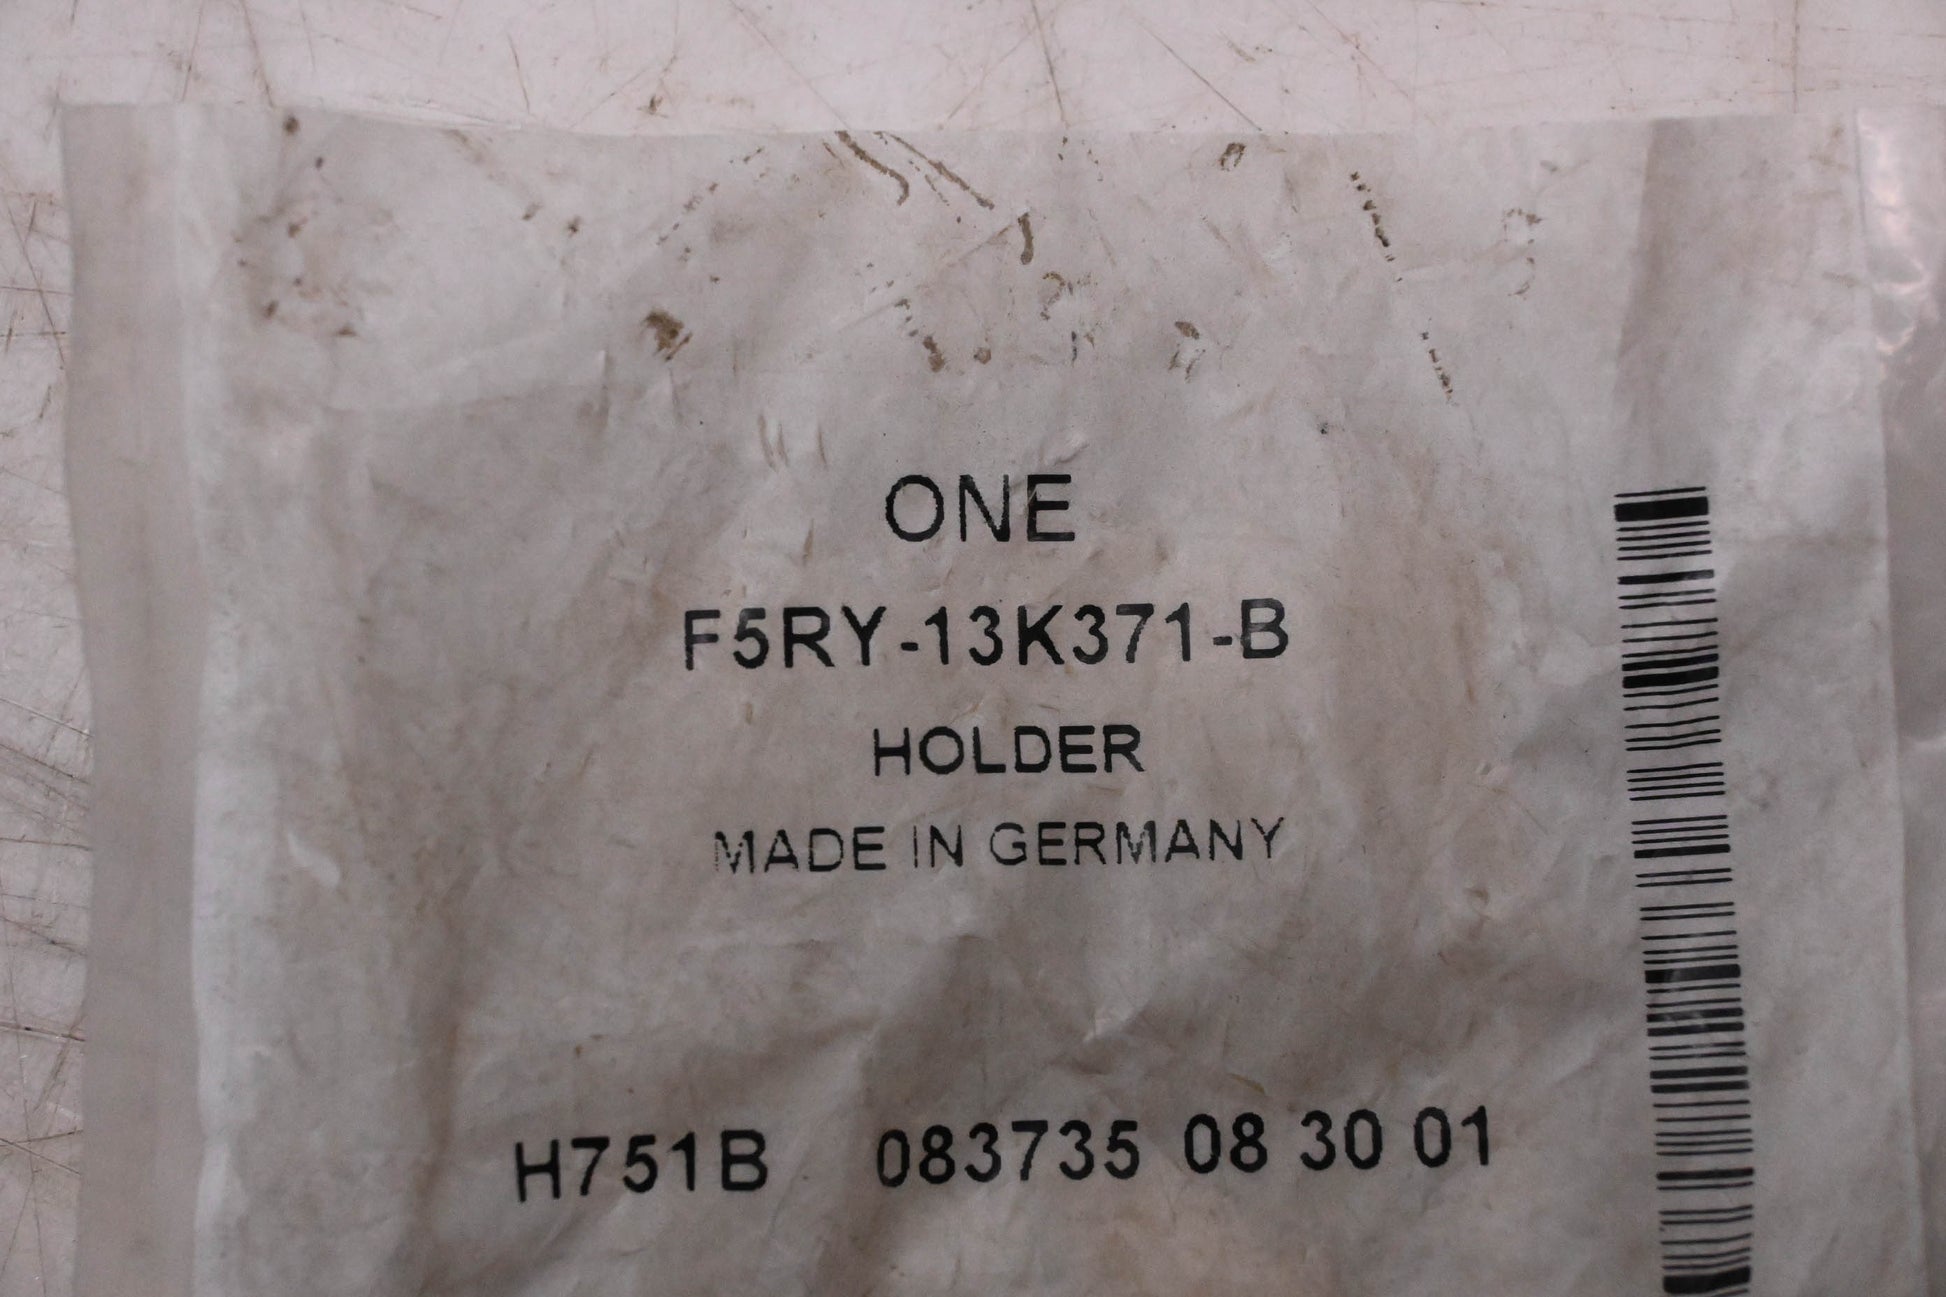 ONE
F5RY-13K371-B
HOLDER
MADE IN GERMANY
H751B 083735 08 30 01